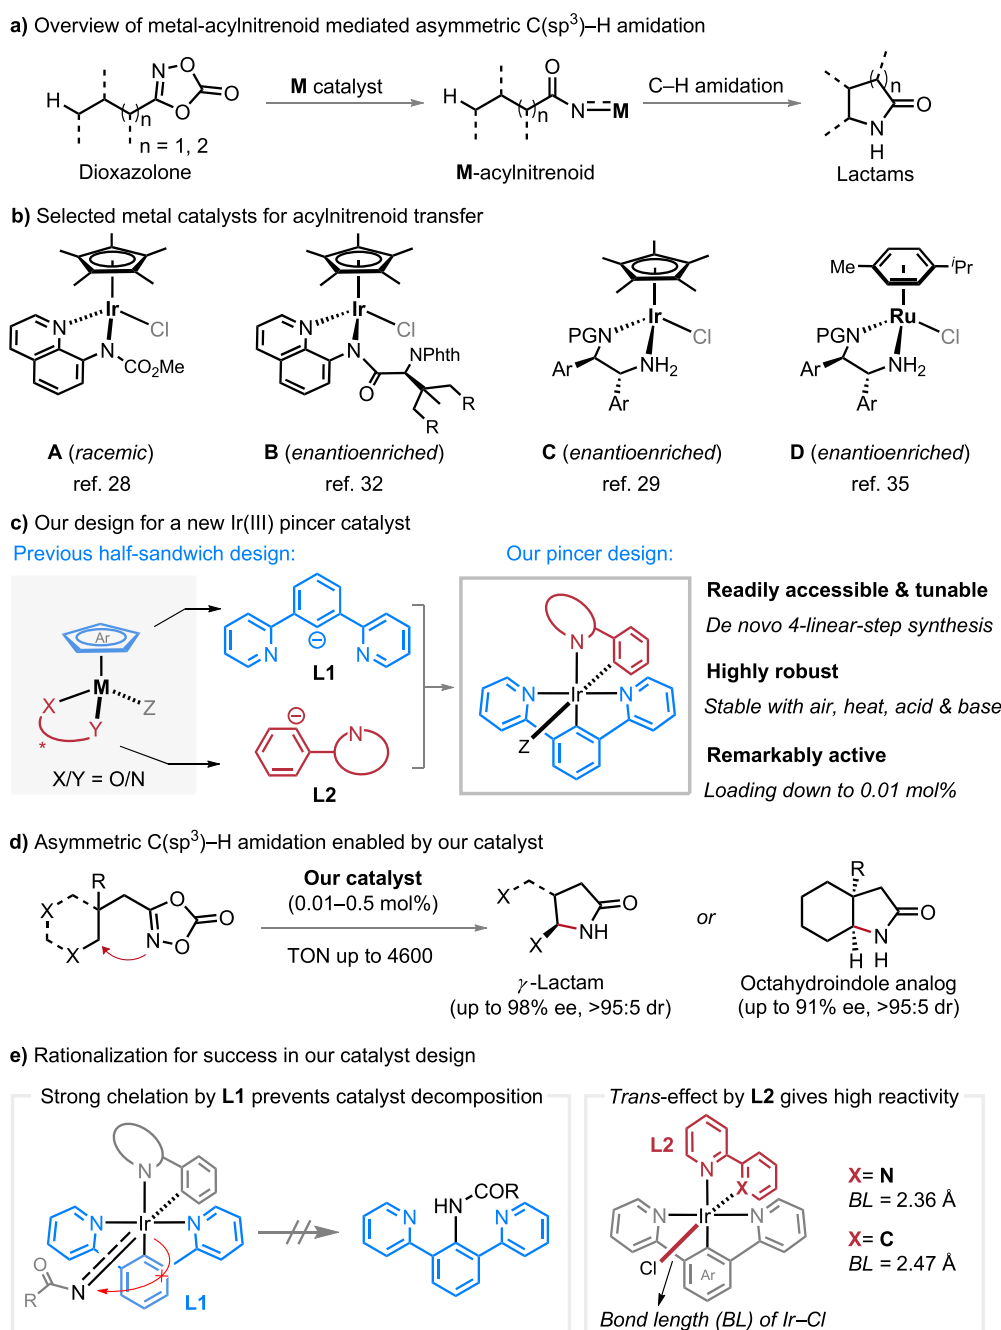 a) Overview of metal-acylnitrenoid mediated asymmetric C(sp³)–H amidation
H
N
O
O
O
( )n
n = 1, 2
Dioxazolone
M catalyst
H
O
( )n
N
M
M-acylnitrenoid
C–H amidation
( )n
O
N
H
Lactams
b) Selected metal catalysts for acylnitrenoid transfer
Ir
N
Cl
N
CO₂Me
A (racemic)
ref. 28
Ir
N
Cl
N
NPhth
O
R
R
B (enantioenriched)
ref. 32
Ir
PGN
Cl
NH₂
Ar
Ar
C (enantioenriched)
ref. 29
Me
ⁱPr
Ru
PGN
Cl
NH₂
Ar
Ar
D (enantioenriched)
ref. 35
c) Our design for a new Ir(III) pincer catalyst
Previous half-sandwich design:
Our pincer design:
Ar
M
X
Y
Z
*
X/Y = O/N
N
⊖
N
L1
⊖
N
L2
N
N
Ir
N
Z
Readily accessible & tunable
De novo 4-linear-step synthesis
Highly robust
Stable with air, heat, acid & base
Remarkably active
Loading down to 0.01 mol%
d) Asymmetric C(sp³)–H amidation enabled by our catalyst
R
X
X
N
O
O
O
Our catalyst
(0.01–0.5 mol%)
TON up to 4600
X
X
O
NH
γ-Lactam
(up to 98% ee, >95:5 dr)
or
R
O
N
H
H
Octahydroindole analog
(up to 91% ee, >95:5 dr)
e) Rationalization for success in our catalyst design
Strong chelation by L1 prevents catalyst decomposition
N
N
Ir
N
O
R
N
L1
HN
COR
N
N
Trans-effect by L2 gives high reactivity
L2
N
X
N
Ir
N
Cl
Ar
Bond length (BL) of Ir–Cl
X= N
BL = 2.36 Å
X= C
BL = 2.47 Å